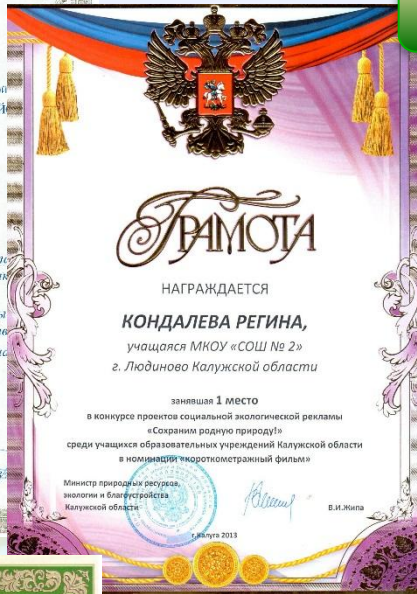 ГРАМОТА
НАГРАЖДАЕТСЯ
КОНДАЛЕВА РЕГИНА,
учащаяся МКОУ «СОШ № 2»
г. Людиново Калужской области
занявшая 1 место
в конкурсе проектов социальной экологической рекламы
«Сохраним родную природу!»
среди учащихся образовательных учреждений Калужской области
в номинации «короткометражный фильм»
Министр природных ресурсов,
экологии и благоустройства
Калужской области
В.И.Жипа
г.Калуга 2013